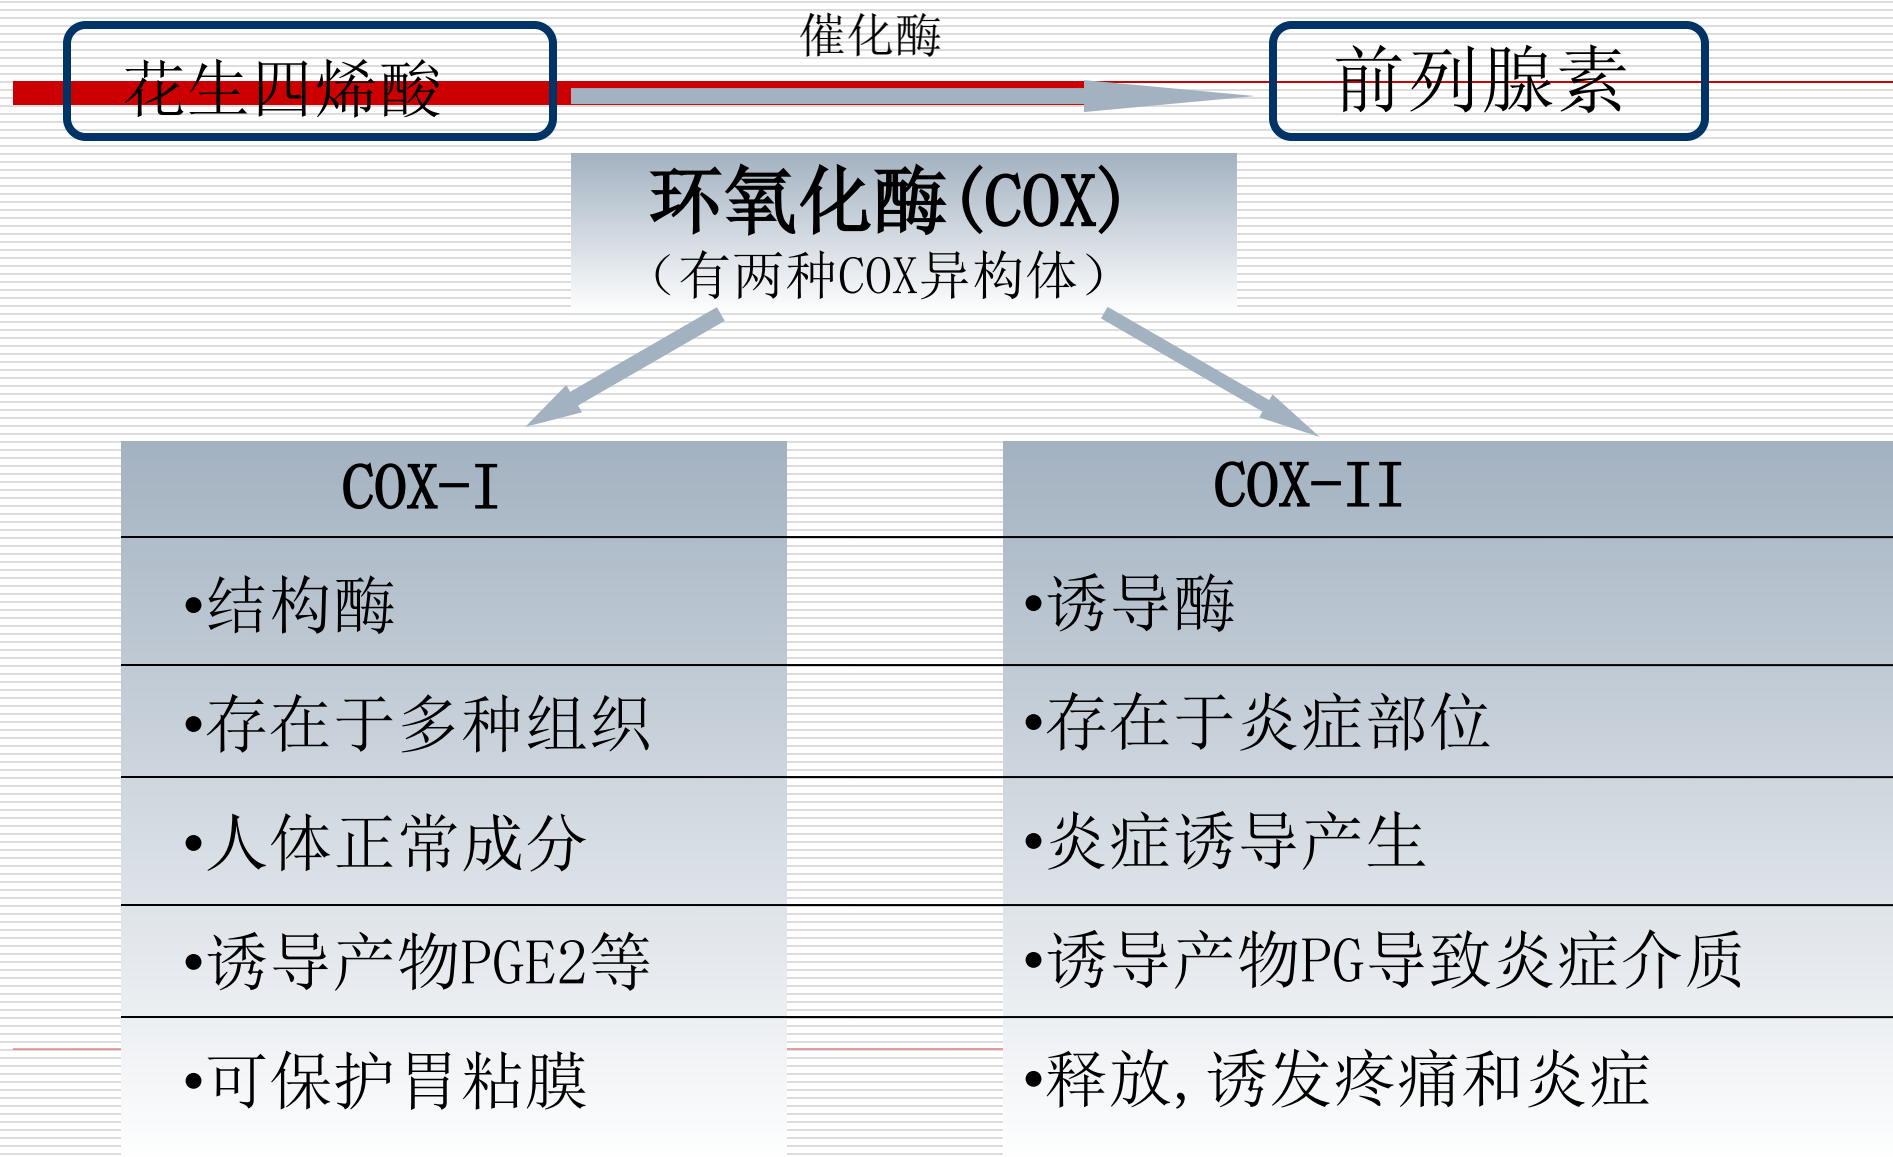 催化酶
花生四烯酸
前列腺素
环氧化酶(COX)
（有两种COX异构体）
COX-I
•结构酶
•存在于多种组织
•人体正常成分
•诱导产物PGE2等
•可保护胃粘膜
COX-II
•诱导酶
•存在于炎症部位
•炎症诱导产生
•诱导产物PG导致炎症介质
•释放,诱发疼痛和炎症